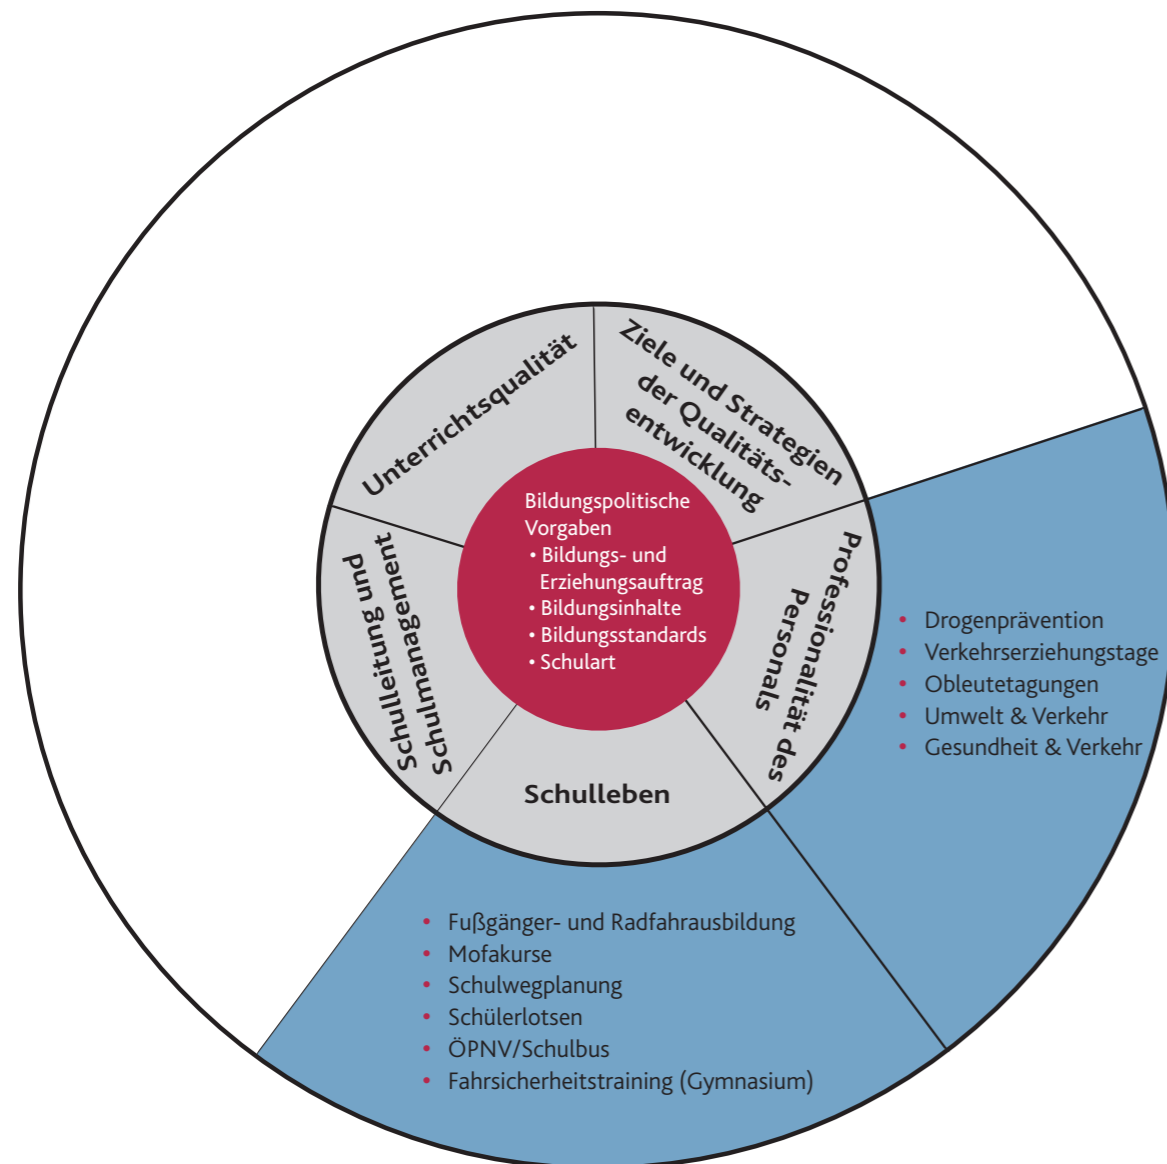 Unterrichtsqualität
Ziele und Strategien
der Qualitäts-
entwicklung
Schulleitung und
Schulmanagement
Bildungspolitische
Vorgaben
• Bildungs- und
Erziehungsauftrag
• Bildungsinhalte
• Bildungsstandards
• Schulart
Professionalität des
Personals
Schulleben
• Drogenprävention
• Verkehrserziehungstage
• Obleutetagungen
• Umwelt & Verkehr
• Gesundheit & Verkehr
• Fußgänger- und Radfahrausbildung
• Mofakurse
• Schulwegplanung
• Schülerlotsen
• ÖPNV/Schulbus
• Fahrsicherheitstraining (Gymnasium)